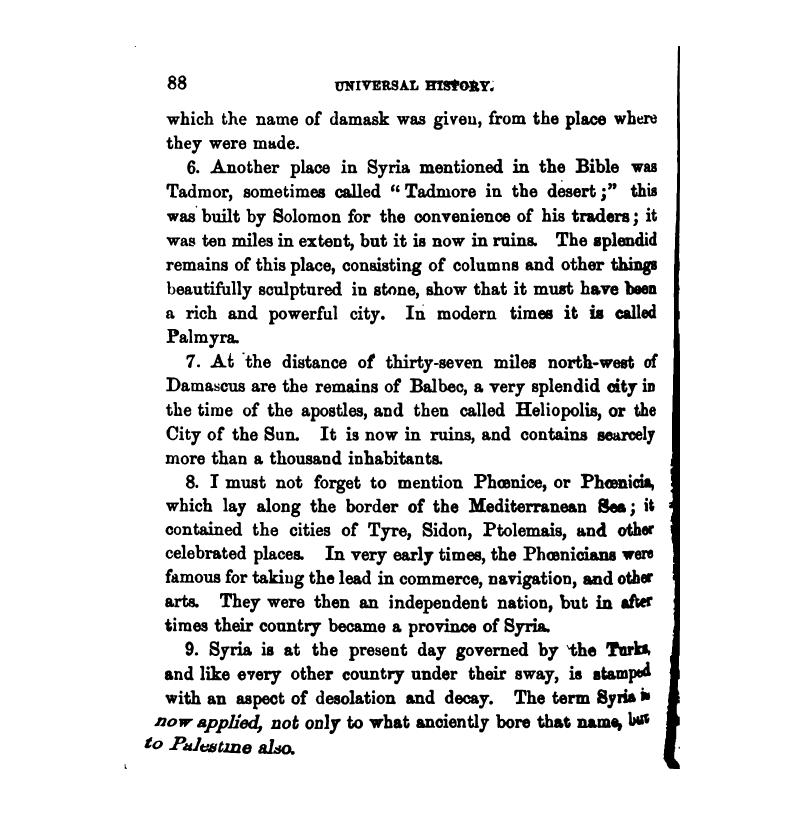 88 UNIVERSAL HISTORY.
which the name of damask was given, from the place where
they were made.
6. Another place in Syria mentioned in the Bible was
Tadmor, sometimes called "Tadmore in the desert;" this
was built by Solomon for the convenience of his traders; it
was ten miles in extent, but it is now in ruins. The splendid
remains of this place, consisting of columns and other things
beautifully sculptured in stone, show that it must have been
a rich and powerful city. In modern times it is called
Palmyra.
7. At the distance of thirty-seven miles north-west of
Damascus are the remains of Balbec, a very splendid city in
the time of the apostles, and then called Heliopolis, or the
City of the Sun. It is now in ruins, and contains scarcely
more than a thousand inhabitants.
8. I must not forget to mention Phœnice, or Phœnicia,
which lay along the border of the Mediterranean Sea; it
contained the cities of Tyre, Sidon, Ptolemais, and other
celebrated places. In very early times, the Phœnicians were
famous for taking the lead in commerce, navigation, and other
arts. They were then an independent nation, but in after
times their country became a province of Syria.
9. Syria is at the present day governed by the Turks,
and like every other country under their sway, is stamped
with an aspect of desolation and decay. The term Syria is
now applied, not only to what anciently bore that name, but
to Palestine also.